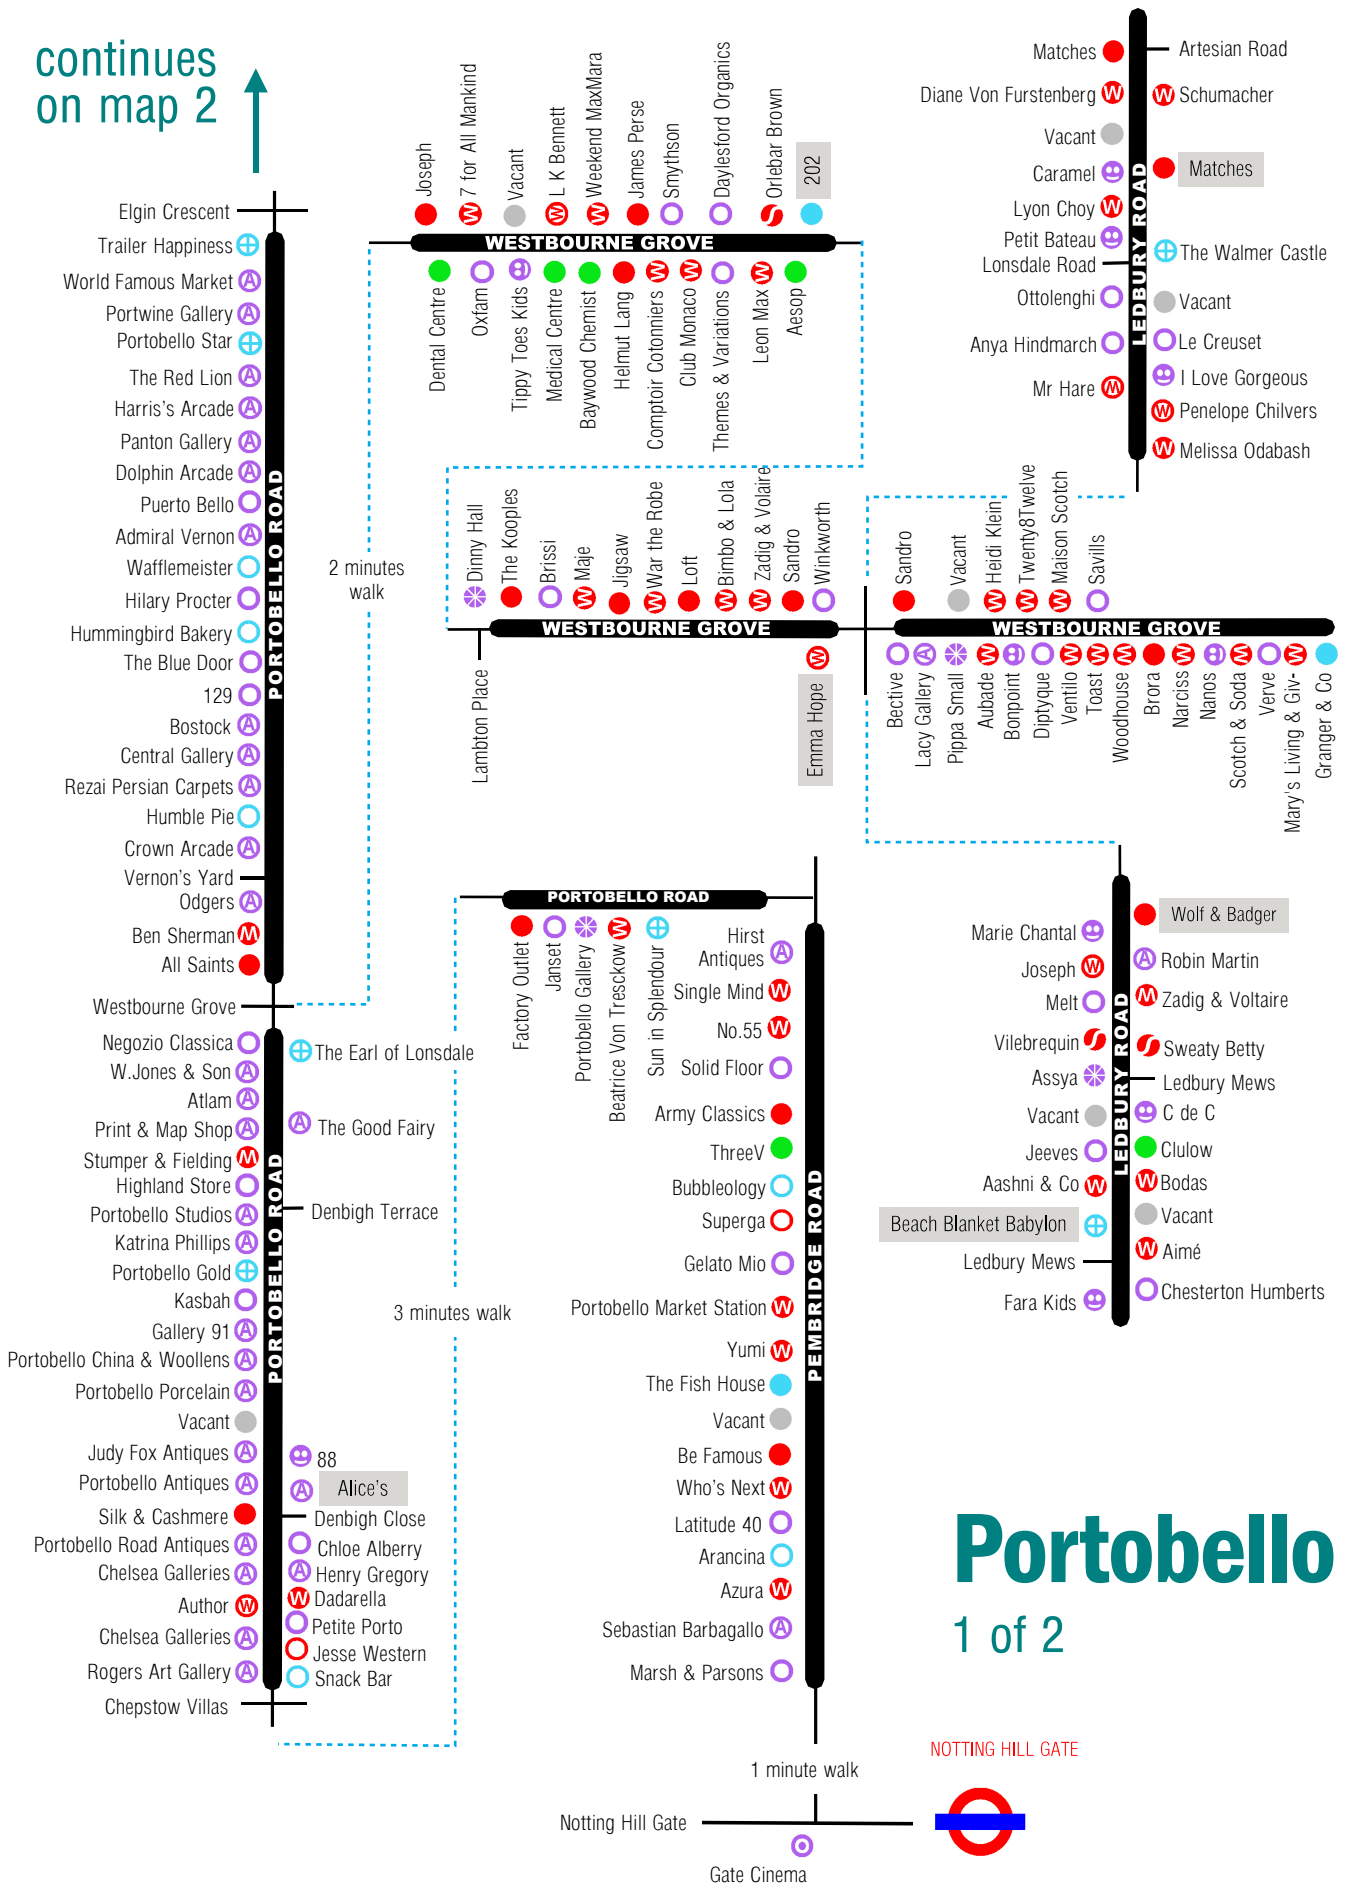 continues
on map 2
Elgin Crescent
Trailer Happiness
World Famous Market
Portwine Gallery
Portobello Star
The Red Lion
Harris's Arcade
Panton Gallery
Dolphin Arcade
Puerto Bello
Admiral Vernon
Wafflemeister
Hilary Procter
Hummingbird Bakery
The Blue Door
129
Bostock
Central Gallery
Rezai Persian Carpets
Humble Pie
Crown Arcade
Vernon's Yard
Odgers
Ben Sherman
All Saints
PORTOBELLO ROAD
Westbourne Grove
Negozio Classica
W.Jones & Son
Atlam
Print & Map Shop
Stumper & Fielding
Highland Store
Portobello Studios
Katrina Phillips
Portobello Gold
Kasbah
Gallery 91
Portobello China & Woollens
Portobello Porcelain
Vacant
Judy Fox Antiques
Portobello Antiques
Silk & Cashmere
Portobello Road Antiques
Chelsea Galleries
Author
Chelsea Galleries
Rogers Art Gallery
Chepstow Villas
PORTOBELLO ROAD
The Earl of Lonsdale
The Good Fairy
Denbigh Terrace
88
Alice's
Denbigh Close
Chloe Alberry
Henry Gregory
Dadarella
Petite Porto
Jesse Western
Snack Bar
2 minutes
walk
3 minutes walk
Joseph
7 for All Mankind
Vacant
L K Bennett
Weekend MaxMara
James Perse
Smythson
Daylesford Organics
Orlebar Brown
202
WESTBOURNE GROVE
Dental Centre
Oxfam
Tippy Toes Kids
Medical Centre
Baywood Chemist
Helmut Lang
Comptoir Cotonniers
Club Monaco
Themes & Variations
Leon Max
Aesop
Dinny Hall
The Kooples
Brissi
Maje
Jigsaw
War the Robe
Loft
Bimbo & Lola
Zadig & Volaire
Sandro
Winkworth
WESTBOURNE GROVE
Lambton Place
Emma Hope
Sandro
Vacant
Heidi Klein
Twenty8Twelve
Maison Scotch
Savills
WESTBOURNE GROVE
Bective
Lacy Gallery
Pippa Small
Aubade
Bonpoint
Diptyque
Ventilo
Toast
Woodhouse
Brora
Narciss
Nanos
Scotch & Soda
Verve
Mary's Living & Giv-
Granger & Co
Matches
Diane Von Furstenberg
Vacant
Caramel
Lyon Choy
Petit Bateau
Lonsdale Road
Ottolenghi
Anya Hindmarch
Mr Hare
LEDBURY ROAD
Artesian Road
Schumacher
Matches
The Walmer Castle
Vacant
Le Creuset
I Love Gorgeous
Penelope Chilvers
Melissa Odabash
Marie Chantal
Joseph
Melt
Vilebrequin
Assya
Vacant
Jeeves
Aashni & Co
Beach Blanket Babylon
Ledbury Mews
Fara Kids
LEDBURY ROAD
Wolf & Badger
Robin Martin
Zadig & Voltaire
Sweaty Betty
Ledbury Mews
C de C
Clulow
Bodas
Vacant
Aimé
Chesterton Humberts
PORTOBELLO ROAD
Factory Outlet
Janset
Portobello Gallery
Beatrice Von Tresckow
Sun in Splendour
Hirst
Antiques
Single Mind
No.55
Solid Floor
Army Classics
ThreeV
Bubbleology
Superga
Gelato Mio
Portobello Market Station
Yumi
The Fish House
Vacant
Be Famous
Who's Next
Latitude 40
Arancina
Azura
Sebastian Barbagallo
Marsh & Parsons
PEMBRIDGE ROAD
1 minute walk
Notting Hill Gate
Gate Cinema
NOTTING HILL GATE
Portobello
1 of 2